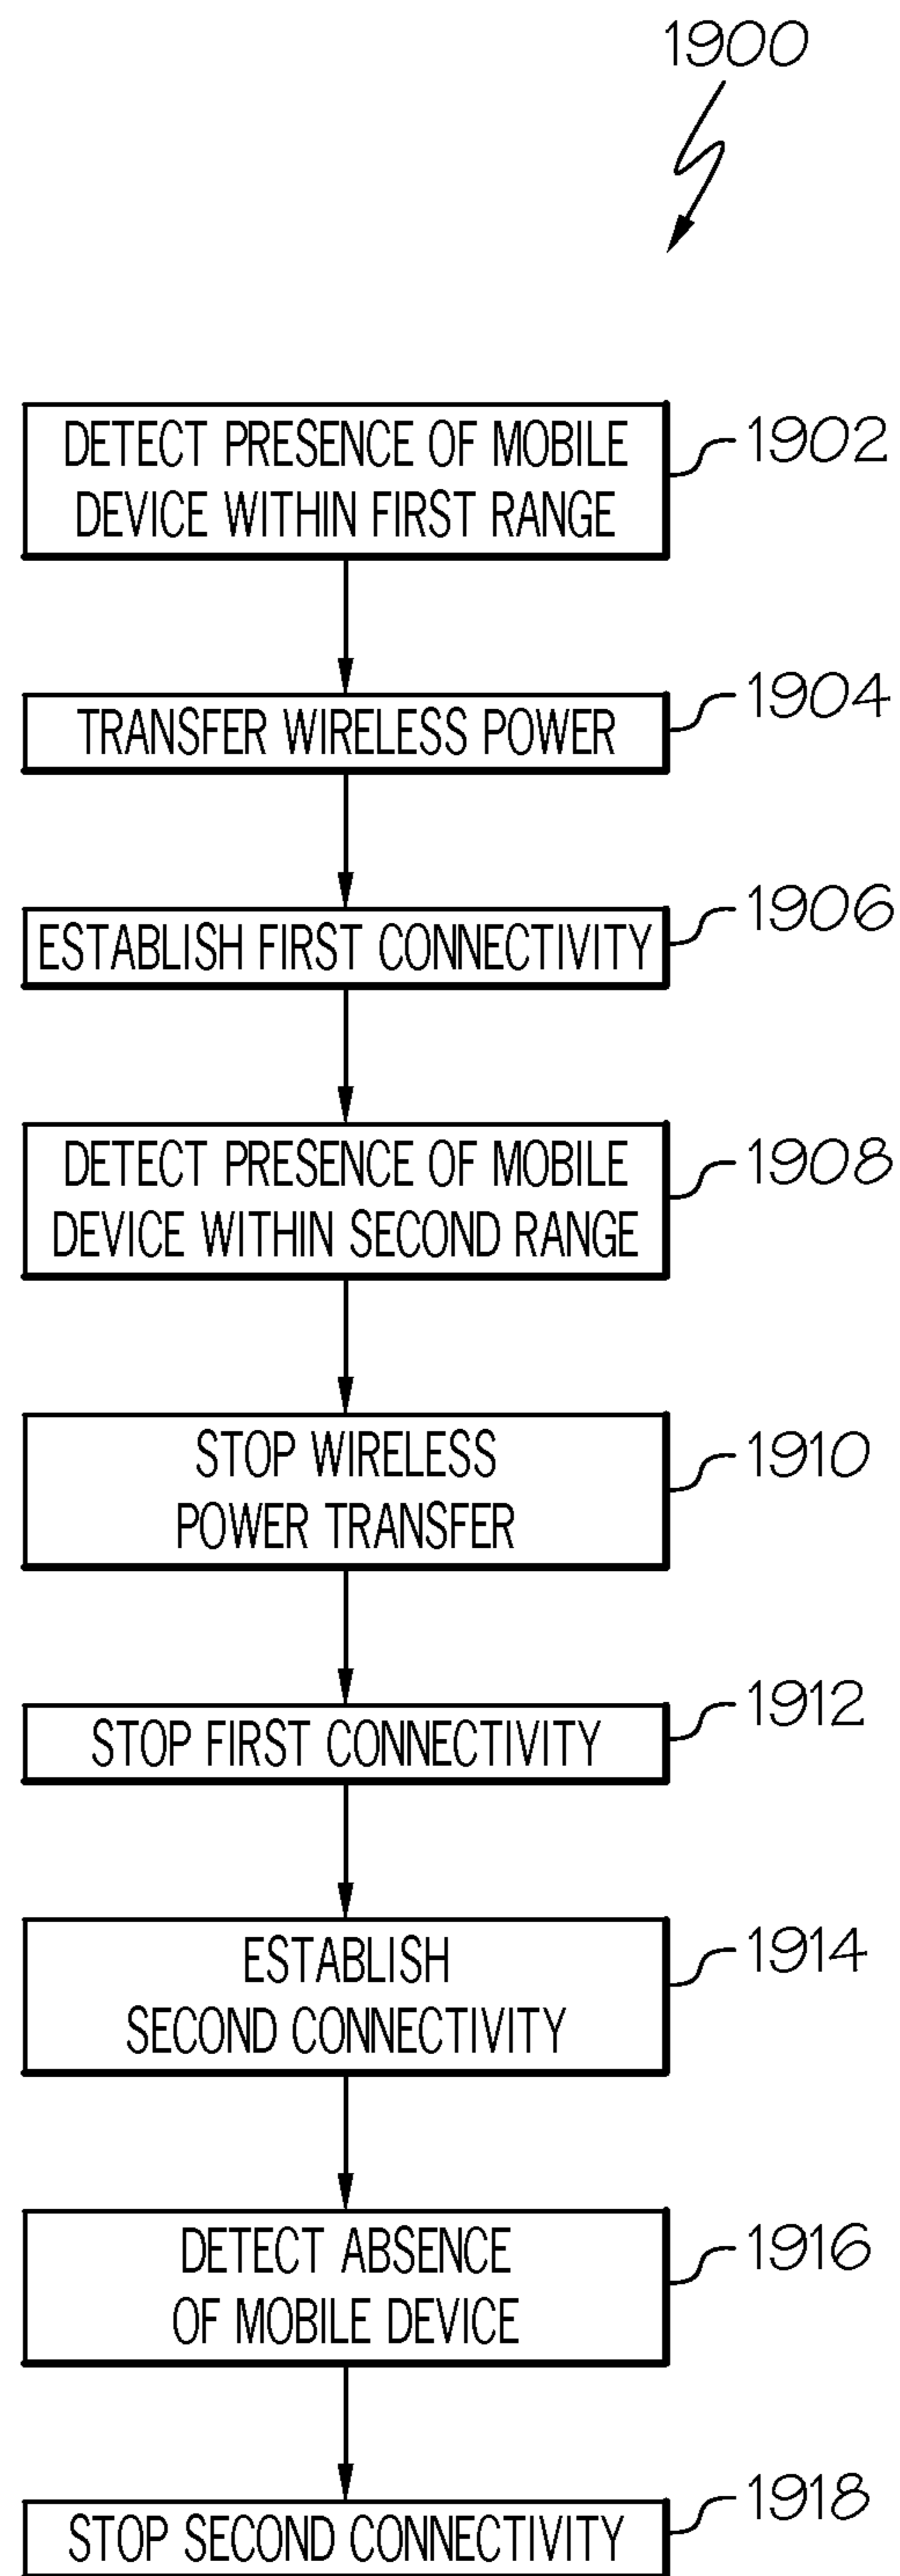 1900
DETECT PRESENCE OF MOBILE
DEVICE WITHIN FIRST RANGE
1902
TRANSFER WIRELESS POWER
1904
ESTABLISH FIRST CONNECTIVITY
1906
DETECT PRESENCE OF MOBILE
DEVICE WITHIN SECOND RANGE
1908
STOP WIRELESS
POWER TRANSFER
1910
STOP FIRST CONNECTIVITY
1912
ESTABLISH
SECOND CONNECTIVITY
1914
DETECT ABSENCE
OF MOBILE DEVICE
1916
STOP SECOND CONNECTIVITY
1918